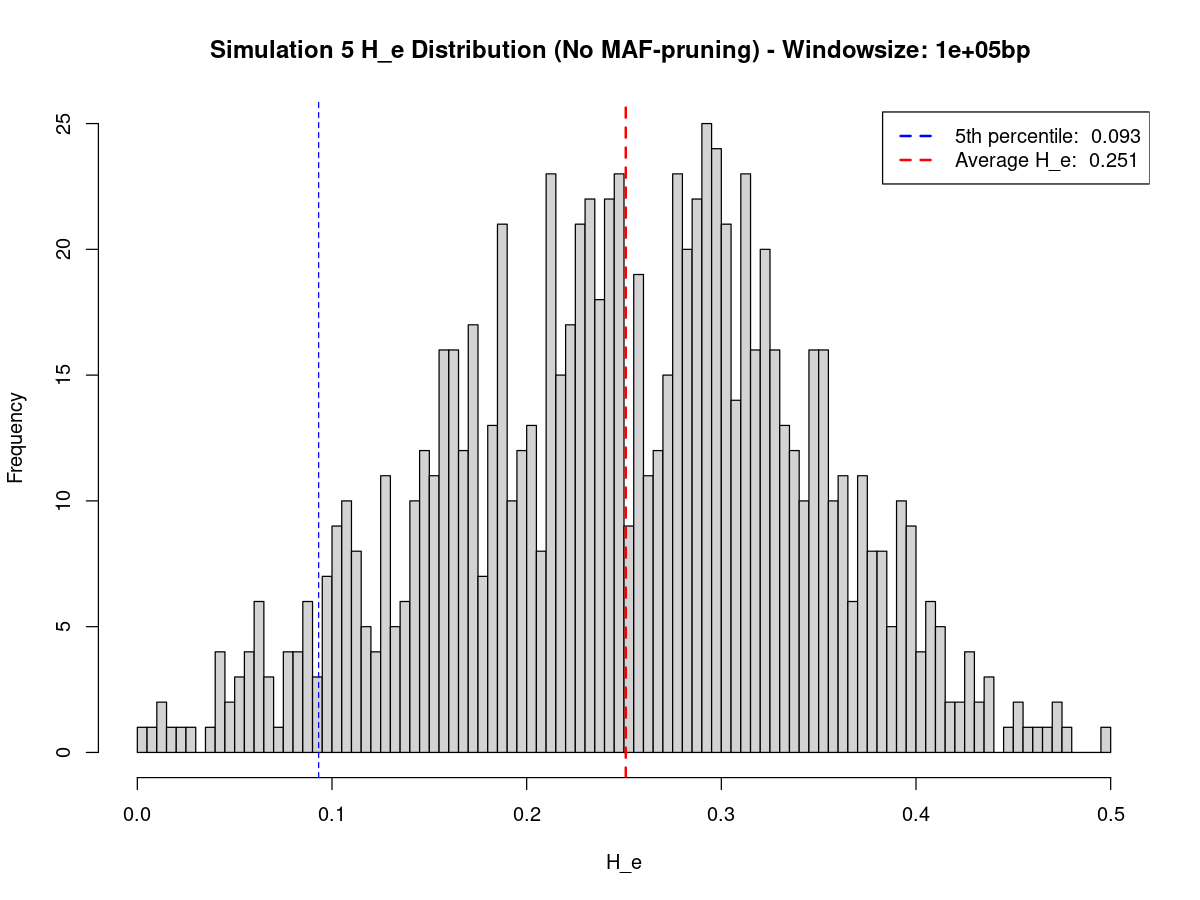 Simulation 5 H_e Distribution (No MAF-pruning) - Windowsize: 1e+05bp
5th percentile:  0.093
Average H_e:  0.251
Frequency
25
20
15
10
5
0
0.0 0.1 0.2 0.3 0.4 0.5
H_e